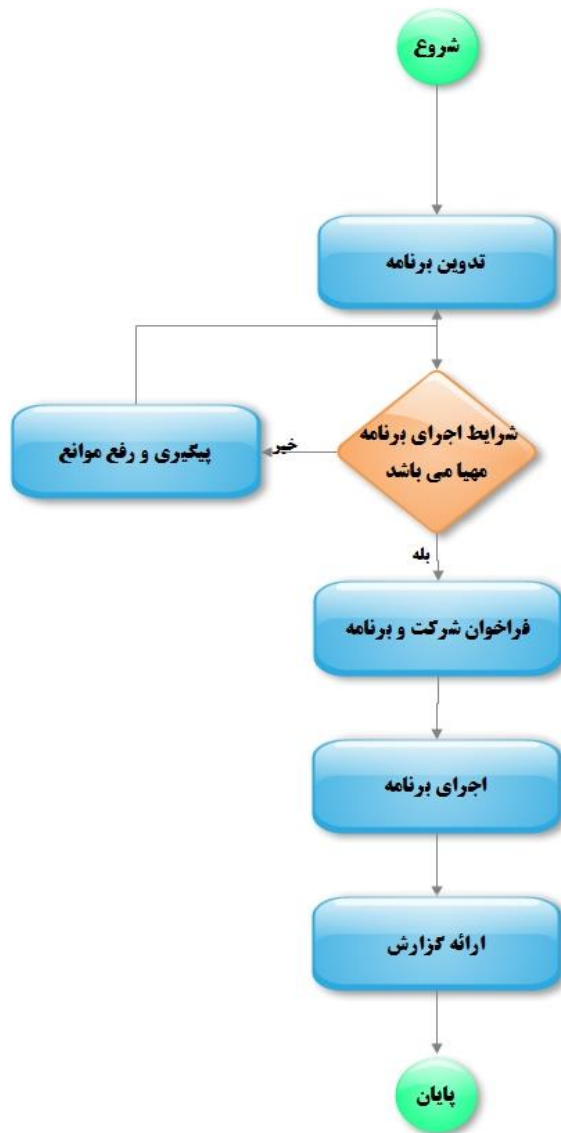 شروع
تدوین برنامه
شرایط اجرای برنامه
مهیا می باشد
خیر
پیگیری و رفع موانع
بله
فراخوان شرکت و برنامه
اجرای برنامه
ارائه گزارش
پایان